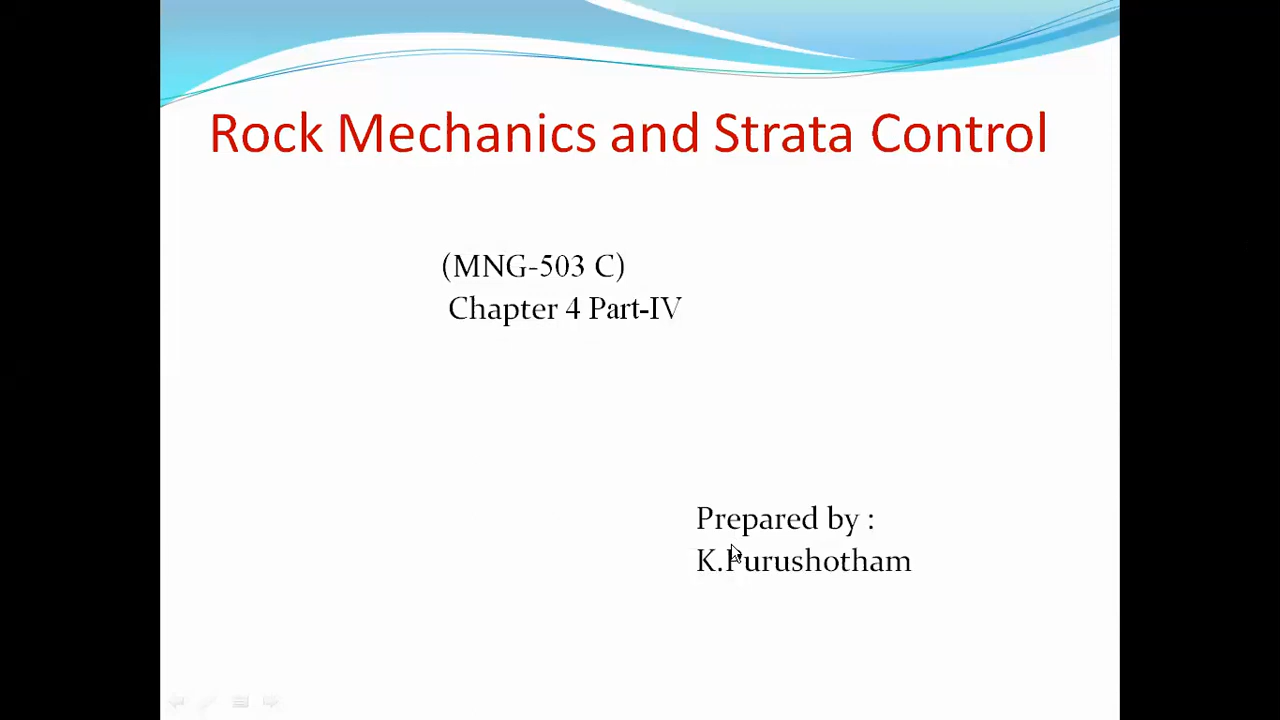 Rock Mechanics and Strata Control
(MNG-503 C)
Chapter 4 Part-IV
Prepared by :
K.Purushotham